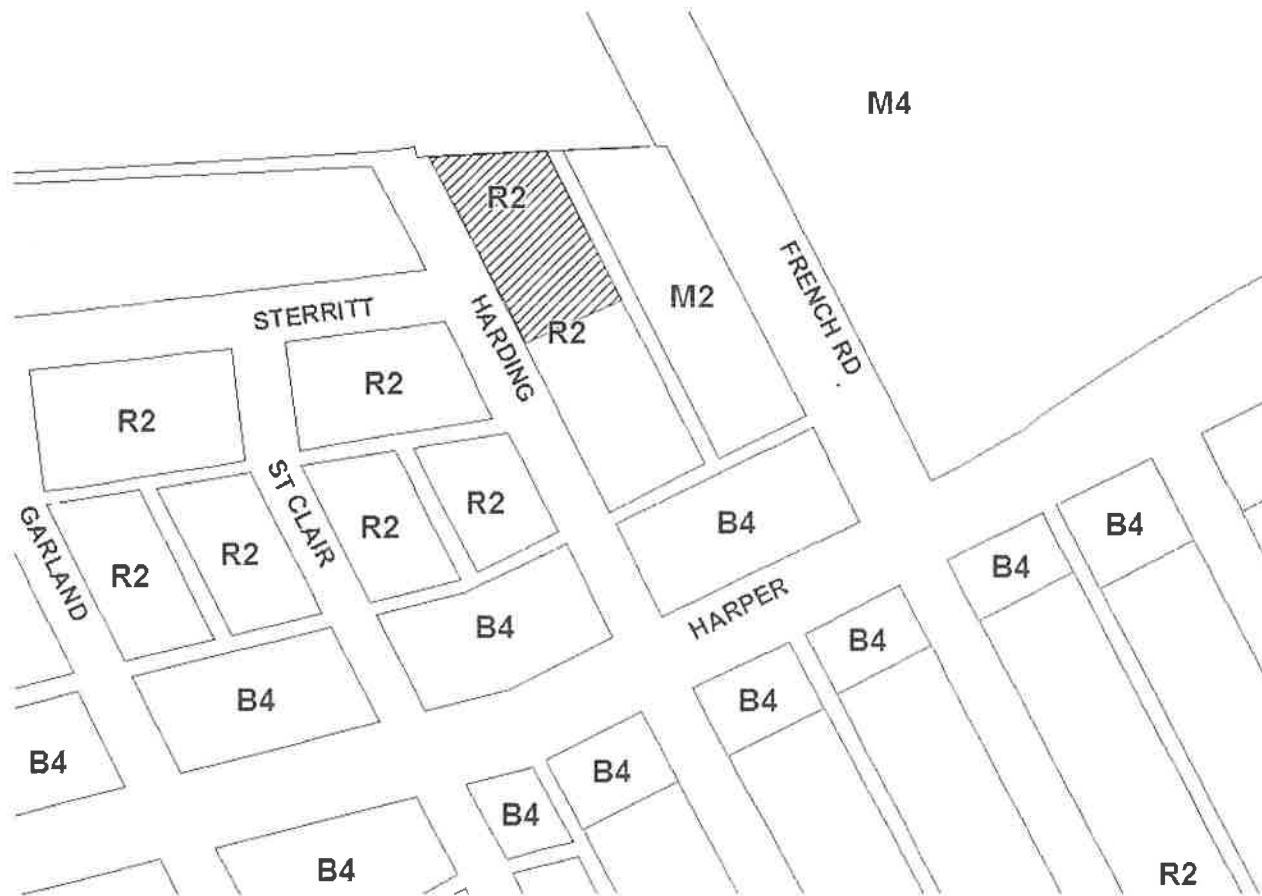 M4
R2
M2
FRENCH RD
STERRITT
HARDING
R2
R2
R2
ST CLAIR
R2
R2
B4
B4
GARLAND
R2
R2
B4
B4
HARPER
B4
B4
B4
B4
B4
B4
B4
B4
R2